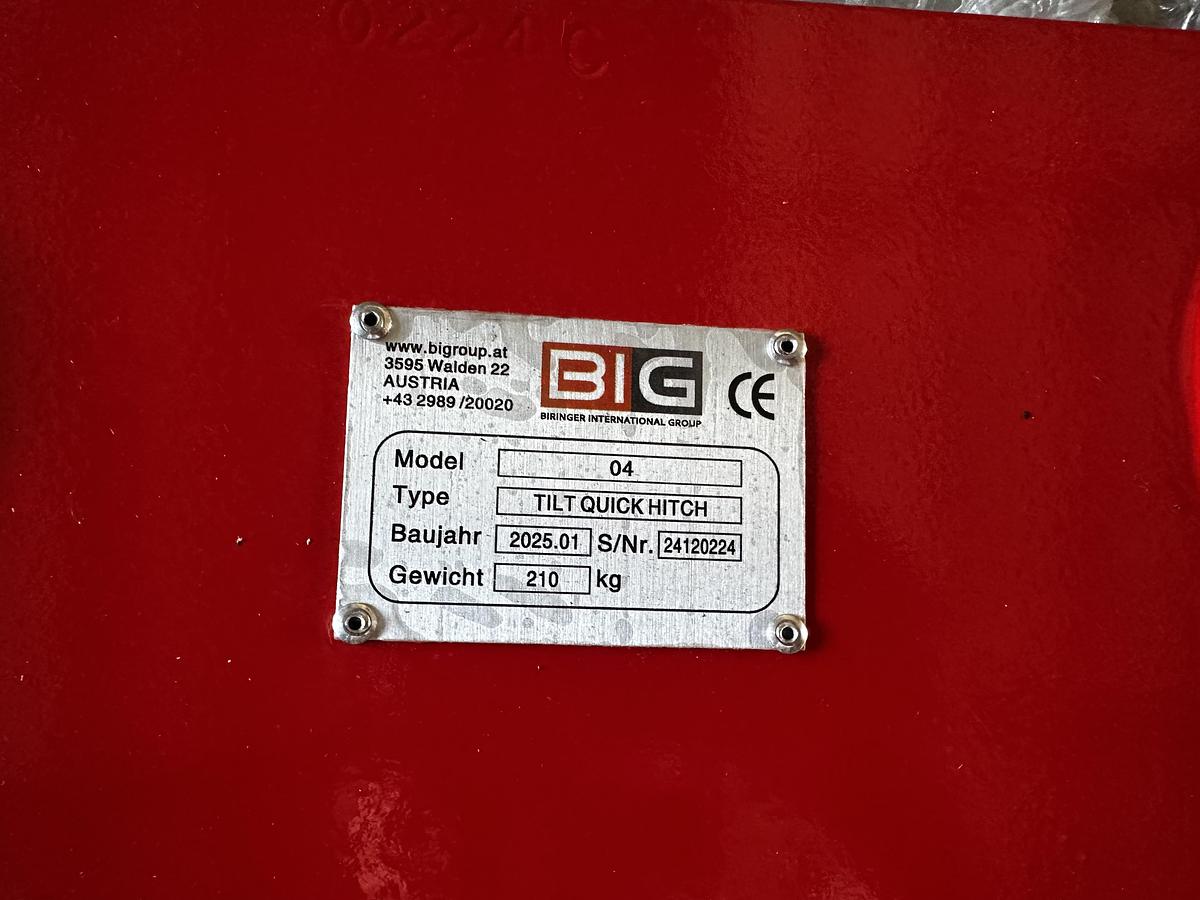 0224C
www.bigroup.at
3595 Walden 22
AUSTRIA
+43 2989 /20020
BIG
BIRINGER INTERNATIONAL GROUP
CE
Model 04
Type TILT QUICK HITCH
Baujahr 2025.01 S/Nr. 24120224
Gewicht 210 kg